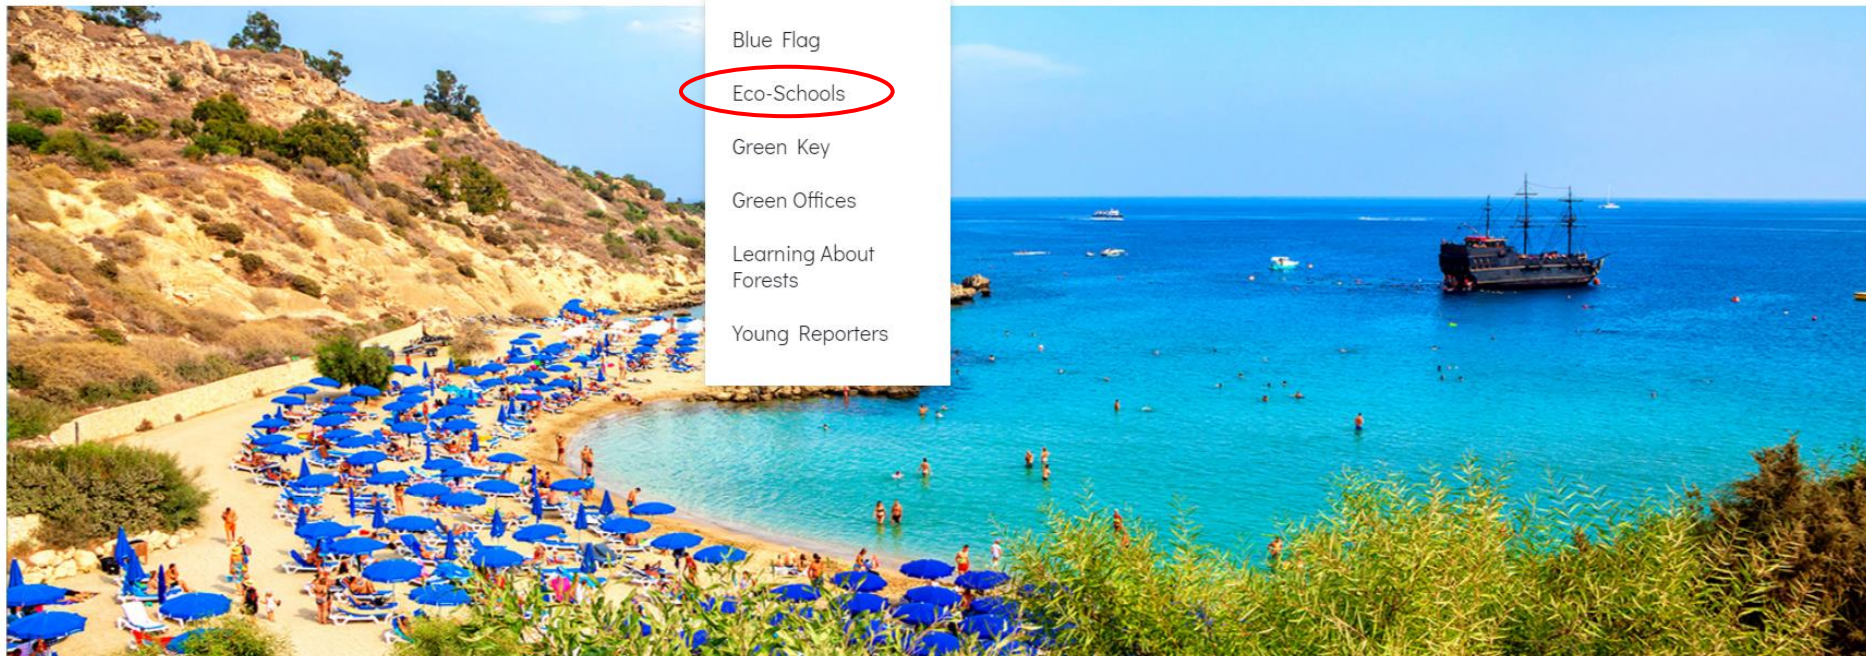 Blue Flag
Eco-Schools
Green Key
Green Offices
Learning About
Forests
Young Reporters